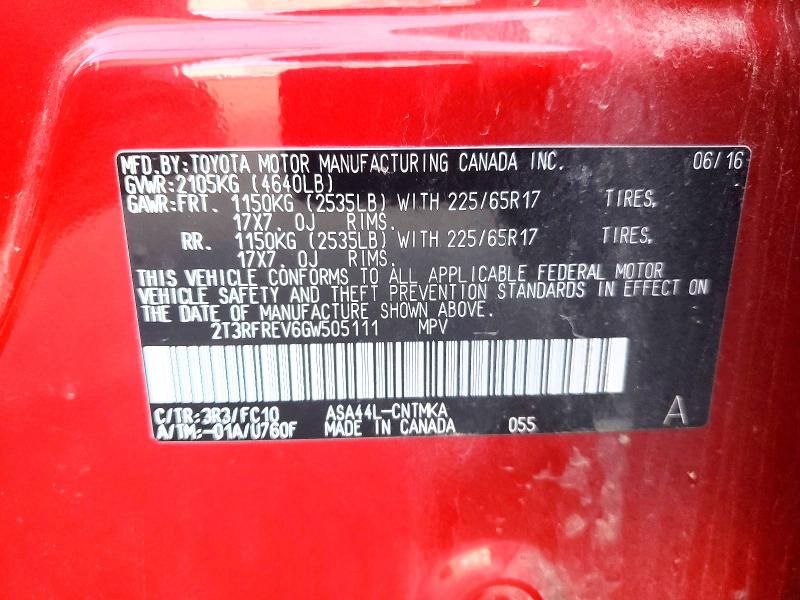 MFD.BY:TOYOTA MOTOR MANUFACTURING CANADA INC. 06/16
GVWR:2105KG (4640LB)
GAWR:FRT. 1150KG (2535LB) WITH 225/65R17 TIRES,
17X7.0J RIMS.
RR. 1150KG (2535LB) WITH 225/65R17 TIRES,
17X7.0J RIMS.
THIS VEHICLE CONFORMS TO ALL APPLICABLE FEDERAL MOTOR
VEHICLE SAFETY AND THEFT PREVENTION STANDARDS IN EFFECT ON
THE DATE OF MANUFACTURE SHOWN ABOVE.
2T3RFREV6GW505111 MPV
C/TR:3R3/FC10 ASA44L-CNTMKA A
A/TM:-01A/U760F MADE IN CANADA 055